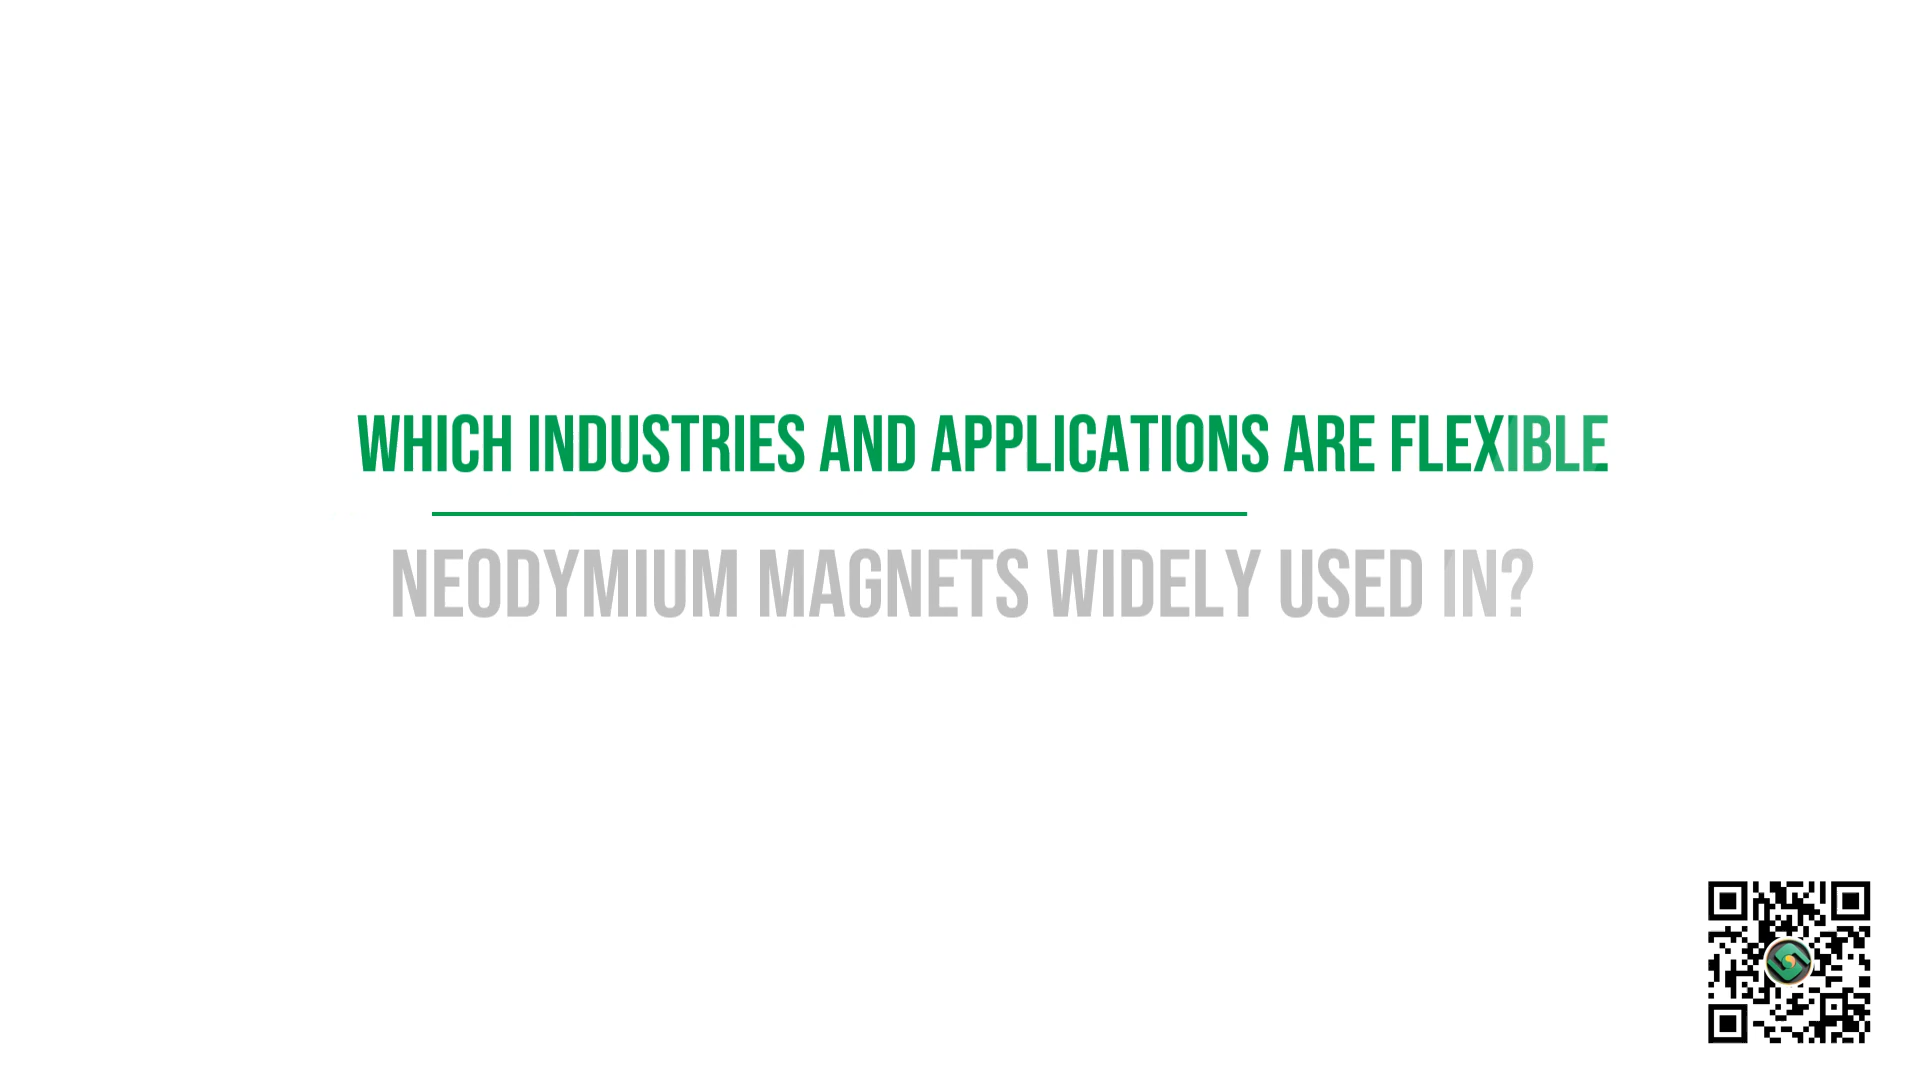 WHICH INDUSTRIES AND APPLICATIONS ARE FLEXIBLE
NEODYMIUM MAGNETS WIDELY USED IN?